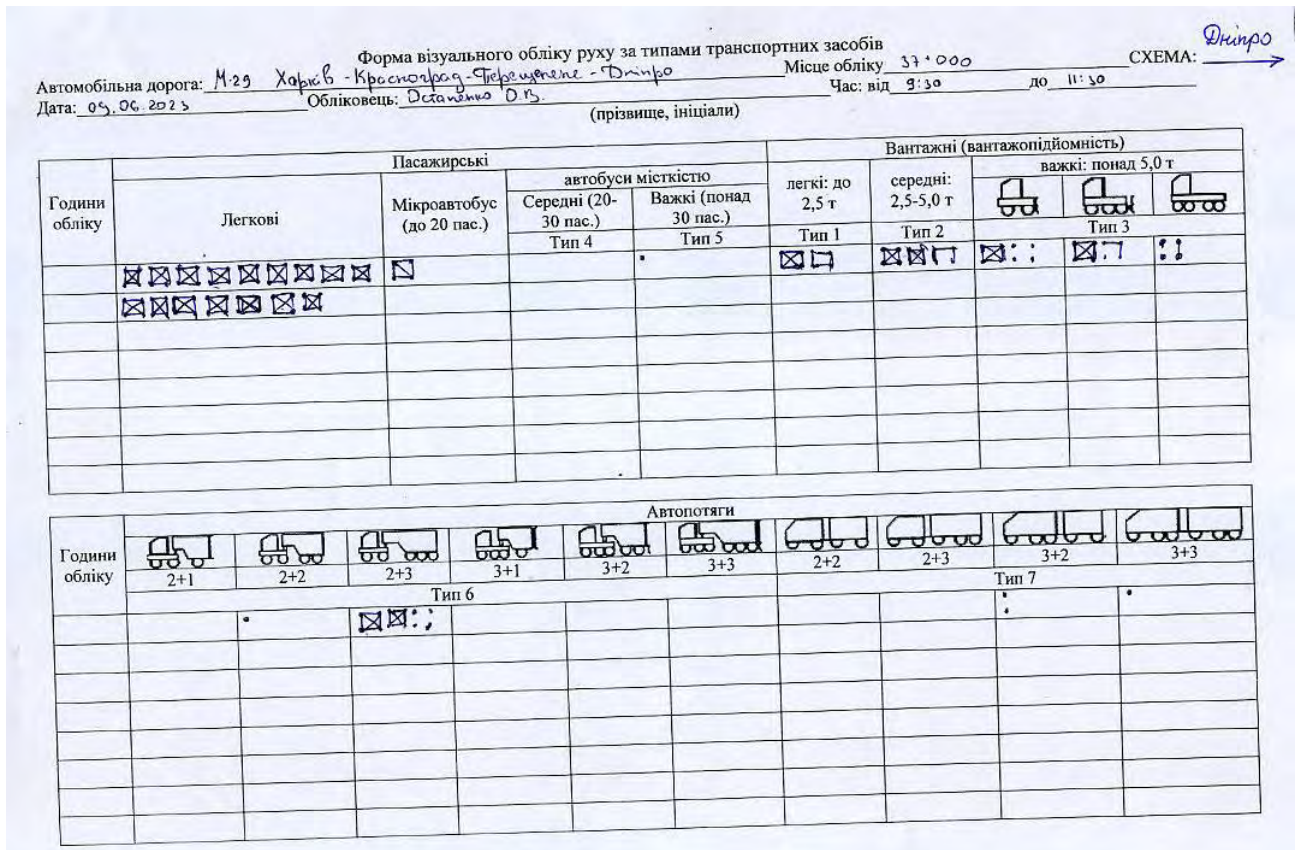 Дніпро
Форма візуального обліку руху за типами транспортних засобів
Автомобільна дорога: М-29 Харків - Красноград - Перещепене - Дніпро Місце обліку 37+000 СХЕМА:
Дата: 09.06.2023 Обліковець: Остапенко О.В. Час: від 9:30 до 11:30
(прізвище, ініціали)
Години обліку
Пасажирські
Вантажні (вантажопідйомність)
Легкові
Мікроавтобус (до 20 пас.)
автобуси місткістю
Середні (20-30 пас.)
Важкі (понад 30 пас.)
легкі: до 2,5 т
середні: 2,5-5,0 т
важкі: понад 5,0 т
Тип 4 Тип 5 Тип 1 Тип 2 Тип 3
Години обліку
Автопотяги
2+1 2+2 2+3 3+1 3+2 3+3 2+2 2+3 3+2 3+3
Тип 6 Тип 7